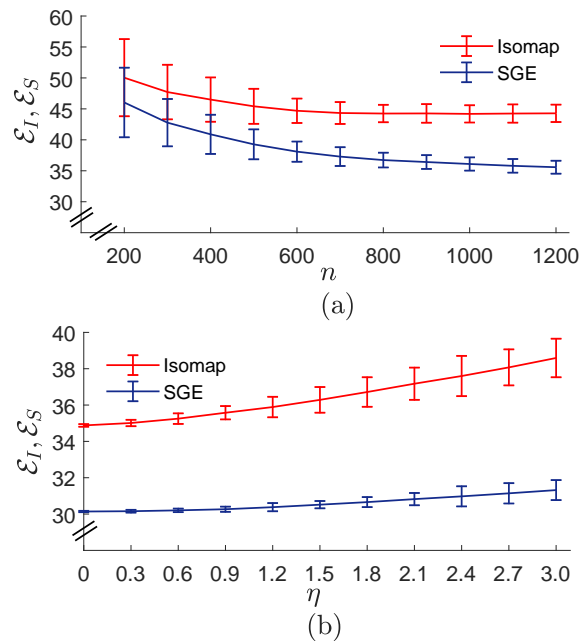 60
55
50
45
40
35
30
ℰ_I, ℰ_S
Isomap
SGE
200 400 600 800 1000 1200
n
(a)
40
38
36
34
32
30
ℰ_I, ℰ_S
Isomap
SGE
0 0.3 0.6 0.9 1.2 1.5 1.8 2.1 2.4 2.7 3.0
η
(b)